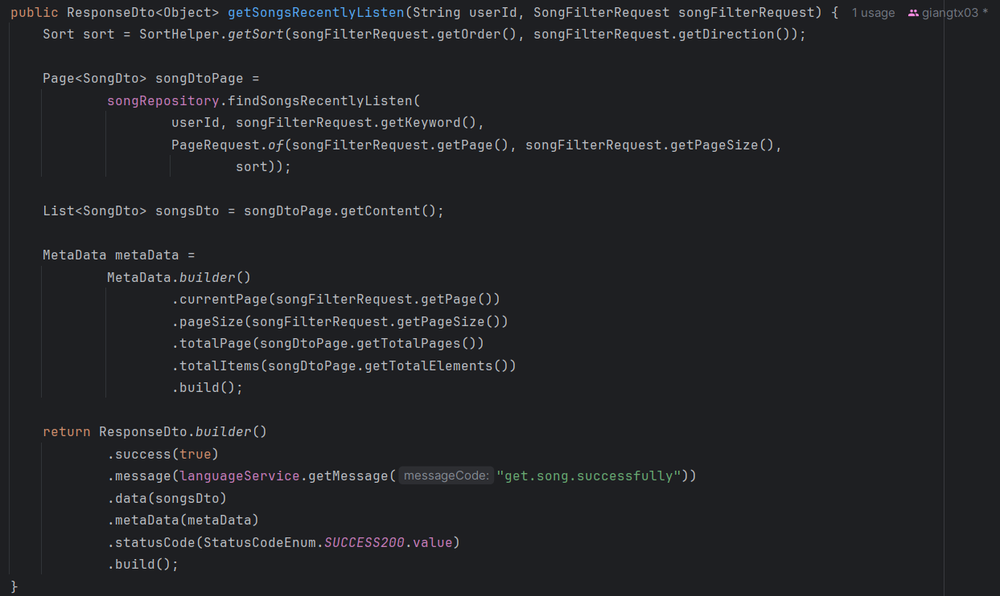 public ResponseDto<Object> getSongsRecentlyListen(String userId, SongFilterRequest songFilterRequest) { 1 usage giangtx03 *
    Sort sort = SortHelper.getSort(songFilterRequest.getOrder(), songFilterRequest.getDirection());

    Page<SongDto> songDtoPage =
            songRepository.findSongsRecentlyListen(
                    userId, songFilterRequest.getKeyword(),
                    PageRequest.of(songFilterRequest.getPage(), songFilterRequest.getPageSize(),
                            sort));

    List<SongDto> songsDto = songDtoPage.getContent();

    MetaData metaData =
            MetaData.builder()
                    .currentPage(songFilterRequest.getPage())
                    .pageSize(songFilterRequest.getPageSize())
                    .totalPage(songDtoPage.getTotalPages())
                    .totalItems(songDtoPage.getTotalElements())
                    .build();

    return ResponseDto.builder()
            .success(true)
            .message(languageService.getMessage( messageCode: "get.song.successfully"))
            .data(songsDto)
            .metaData(metaData)
            .statusCode(StatusCodeEnum.SUCCESS200.value)
            .build();
}